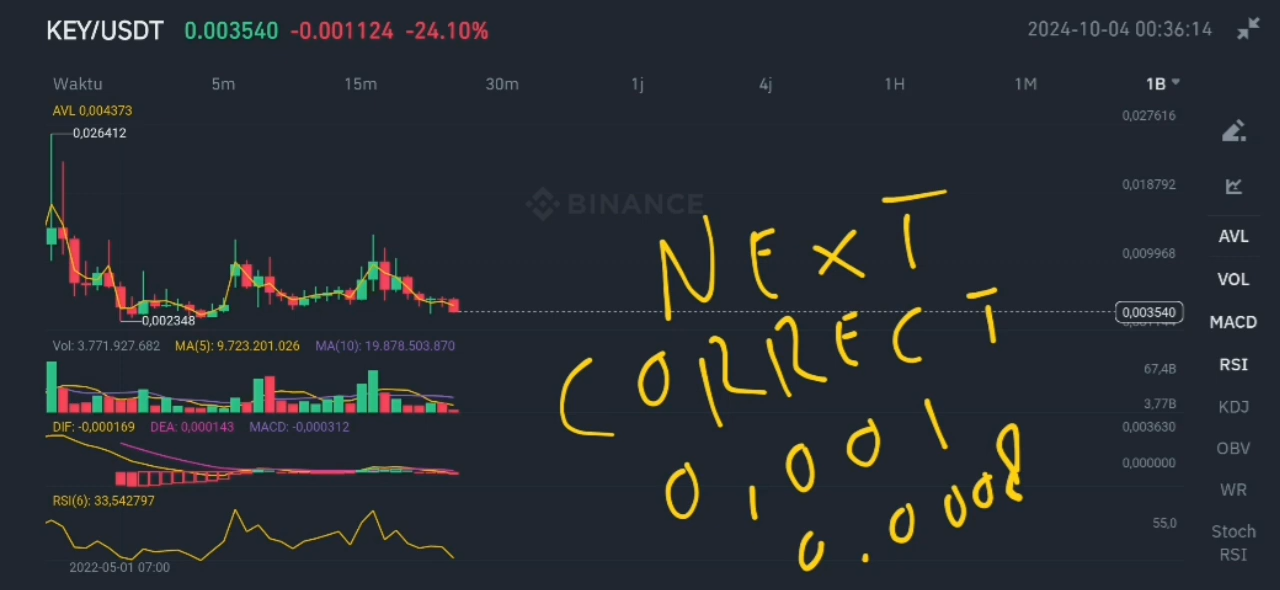 KEY/USDT 0.003540 -0.001124 -24.10% 2024-10-04 00:36:14
Waktu 5m 15m 30m 1j 4j 1H 1M 1B
AVL 0,004373
0,027616
0,026412
0,018792
BINANCE
AVL
0,009968
VOL
0,003540
0,002348
MACD
Vol: 3.771.927.682 MA(5): 9.723.201.026 MA(10): 19.878.503.870
67,4B
RSI
3,77B
KDJ
DIF: -0,000169 DEA: 0,000143 MACD: -0,000312
0,003630
OBV
0,000000
WR
RSI(6): 33,542797
55,0
Stoch
RSI
2022-05-01 07:00
NEXT
CORRECT
0,001
0.0008